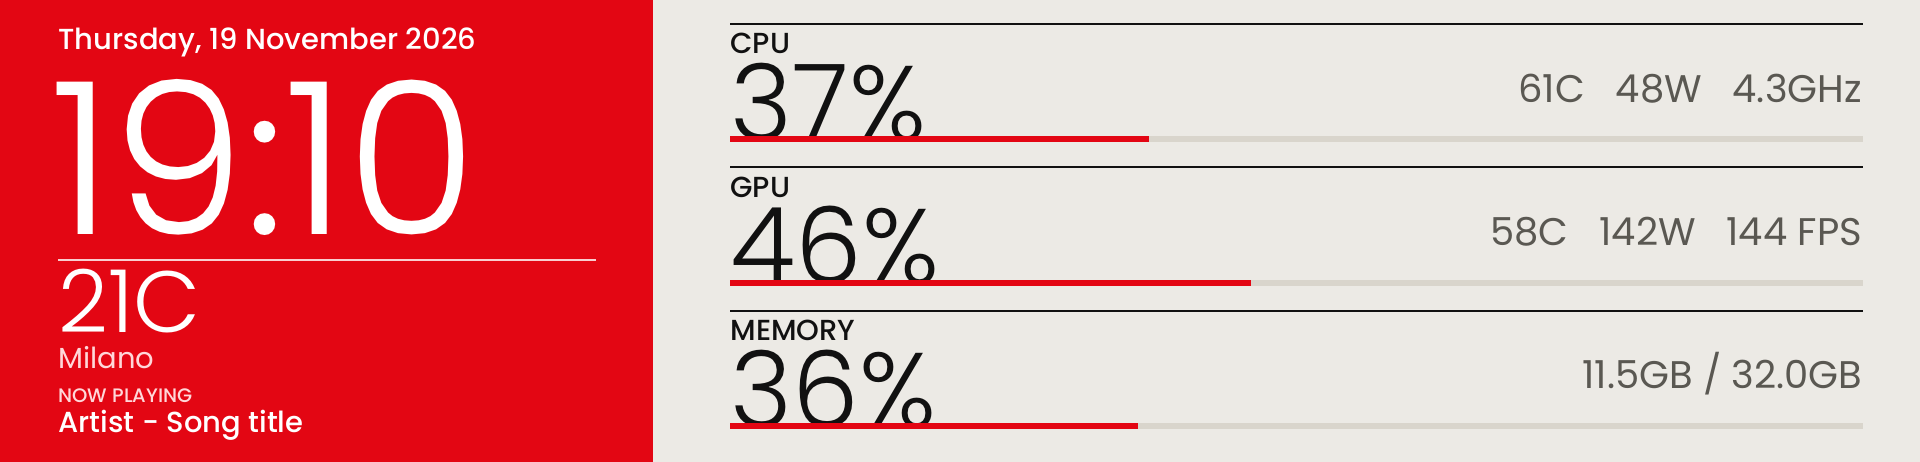 Thursday, 19 November 2026
19:10
21C
Milano
NOW PLAYING
Artist - Song title
CPU
37%
61C 48W 4.3GHz
GPU
46%
58C 142W 144 FPS
MEMORY
36%
11.5GB / 32.0GB